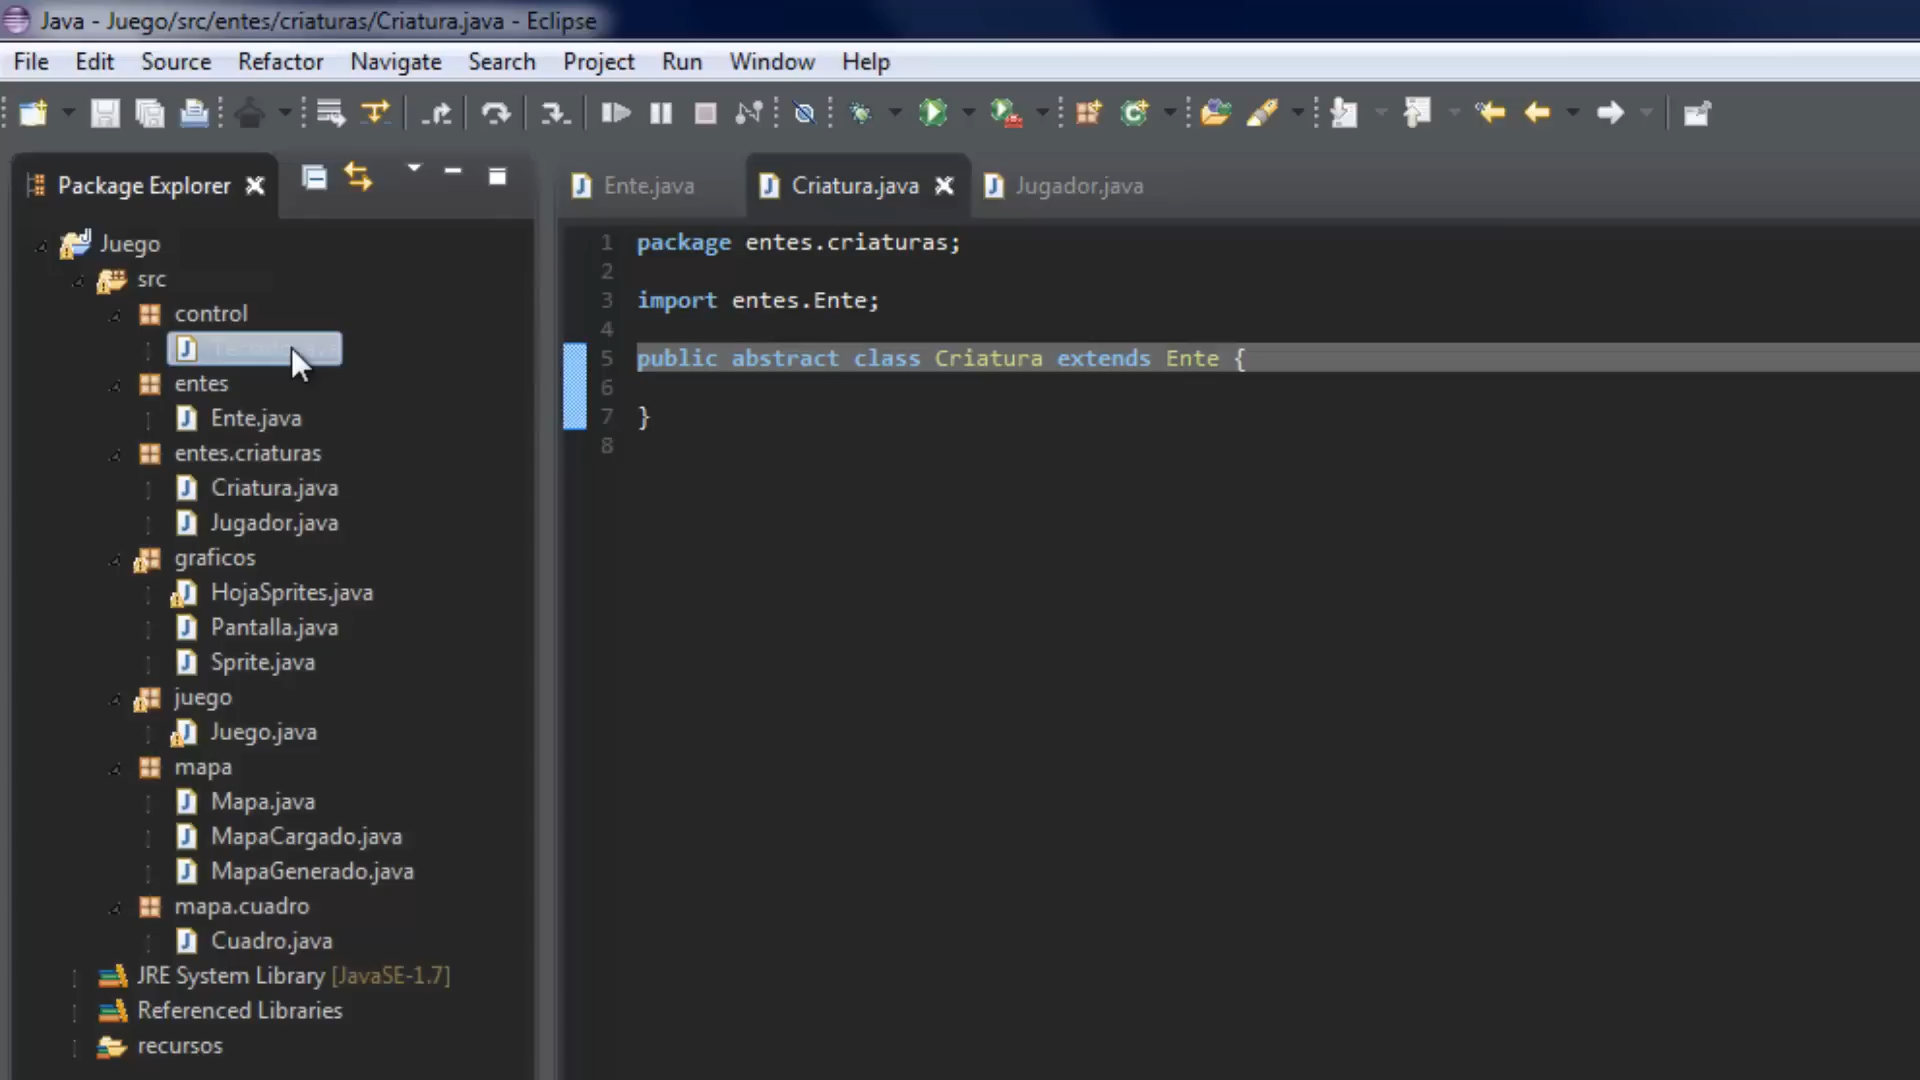 Java - Juego/src/entes/criaturas/Criatura.java - Eclipse
File Edit Source Refactor Navigate Search Project Run Window Help
Package Explorer
Ente.java Criatura.java Jugador.java
Juego
src
control
entes
Ente.java
entes.criaturas
Criatura.java
Jugador.java
graficos
HojaSprites.java
Pantalla.java
Sprite.java
juego
Juego.java
mapa
Mapa.java
MapaCargado.java
MapaGenerado.java
mapa.cuadro
Cuadro.java
JRE System Library [JavaSE-1.7]
Referenced Libraries
recursos
1 package entes.criaturas;
2
3 import entes.Ente;
4
5 public abstract class Criatura extends Ente {
6
7 }
8